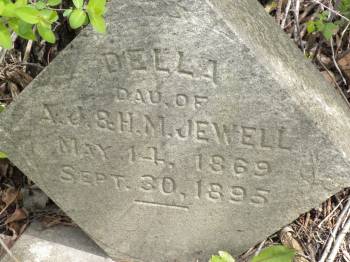 DELLA
DAU. OF
A. J. & H. M. JEWELL
MAY 14, 1869
SEPT. 30, 1895